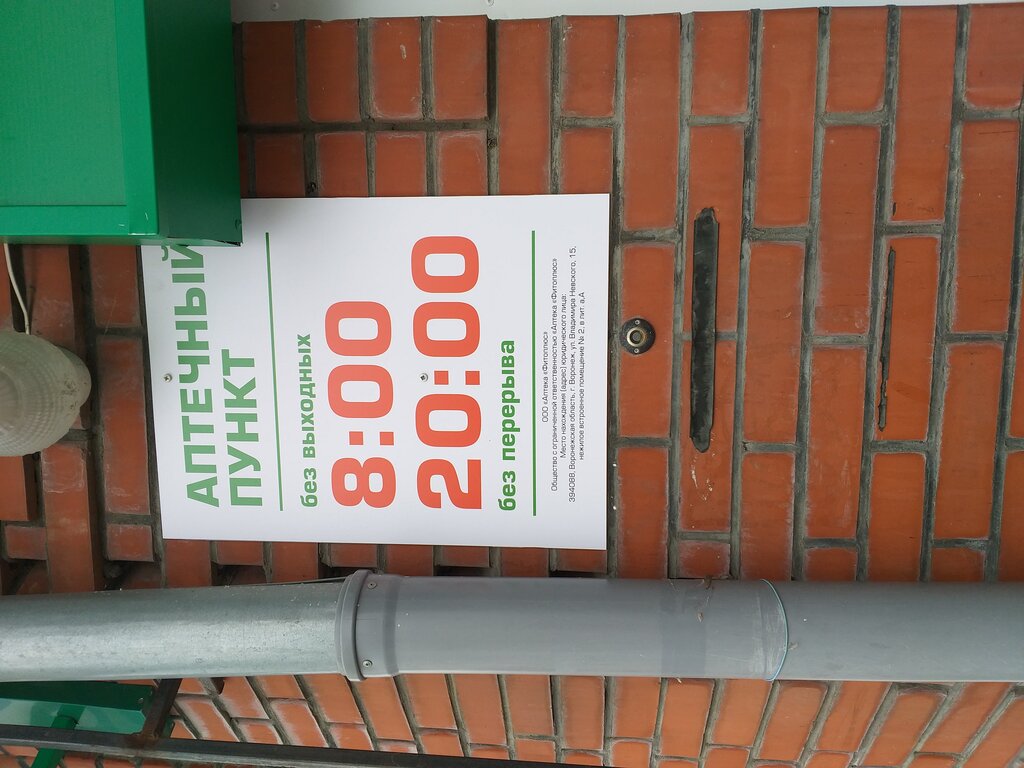 АПТЕЧНЫЙ
ПУНКТ
без выходных
8:00
20:00
без перерыва
ООО «Аптека «Фитоплюс»
Общество с ограниченной ответственностью «Аптека «Фитоплюс»
Место нахождения (адрес) юридического лица:
394088, Воронежская область, г. Воронеж, ул. Владимира Невского, 15,
нежилое встроенное помещение № 2, в лит. а,А